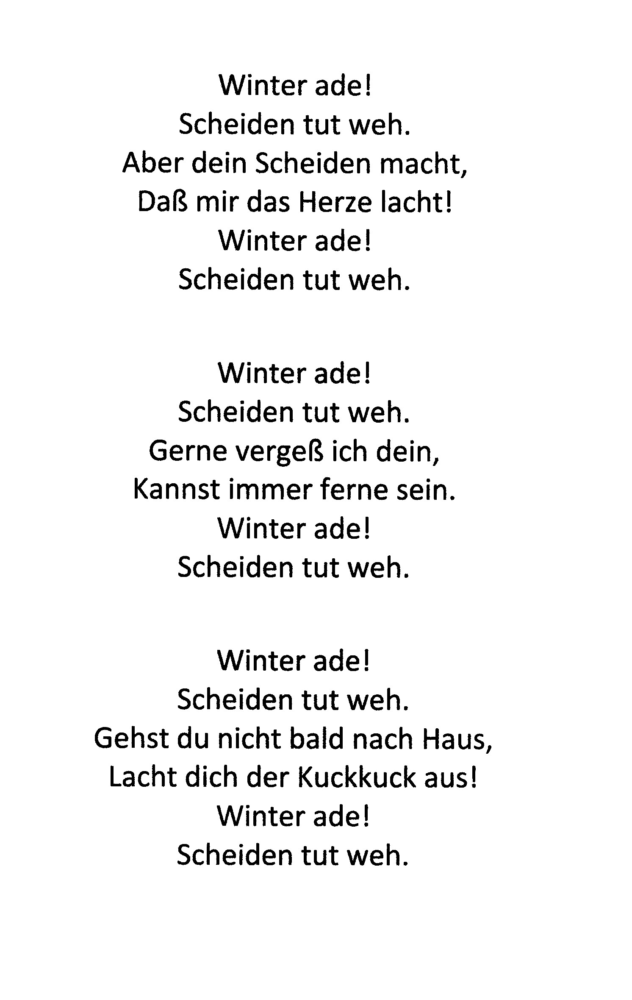 Winter ade!
Scheiden tut weh.
Aber dein Scheiden macht,
Daß mir das Herze lacht!
Winter ade!
Scheiden tut weh.
Winter ade!
Scheiden tut weh.
Gerne vergeß ich dein,
Kannst immer ferne sein.
Winter ade!
Scheiden tut weh.
Winter ade!
Scheiden tut weh.
Gehst du nicht bald nach Haus,
Lacht dich der Kuckkuck aus!
Winter ade!
Scheiden tut weh.